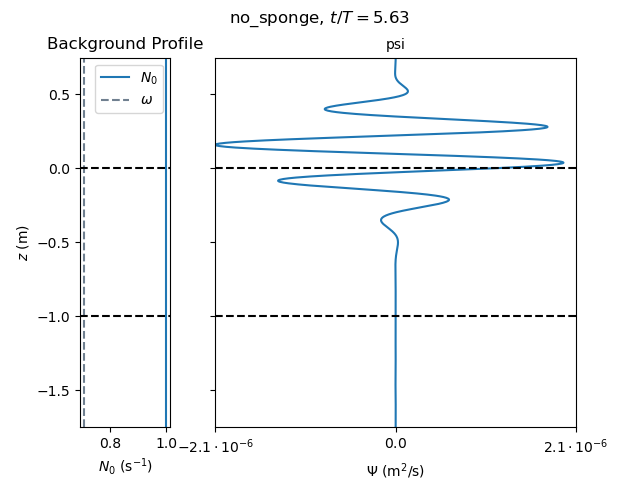 no_sponge, t/T = 5.63
Background Profile
psi
N₀
ω
z (m)
0.5
0.0
−0.5
−1.0
−1.5
0.8
1.0
−2.1 · 10⁻⁶
0.0
2.1 · 10⁻⁶
N₀ (s⁻¹)
Ψ (m²/s)